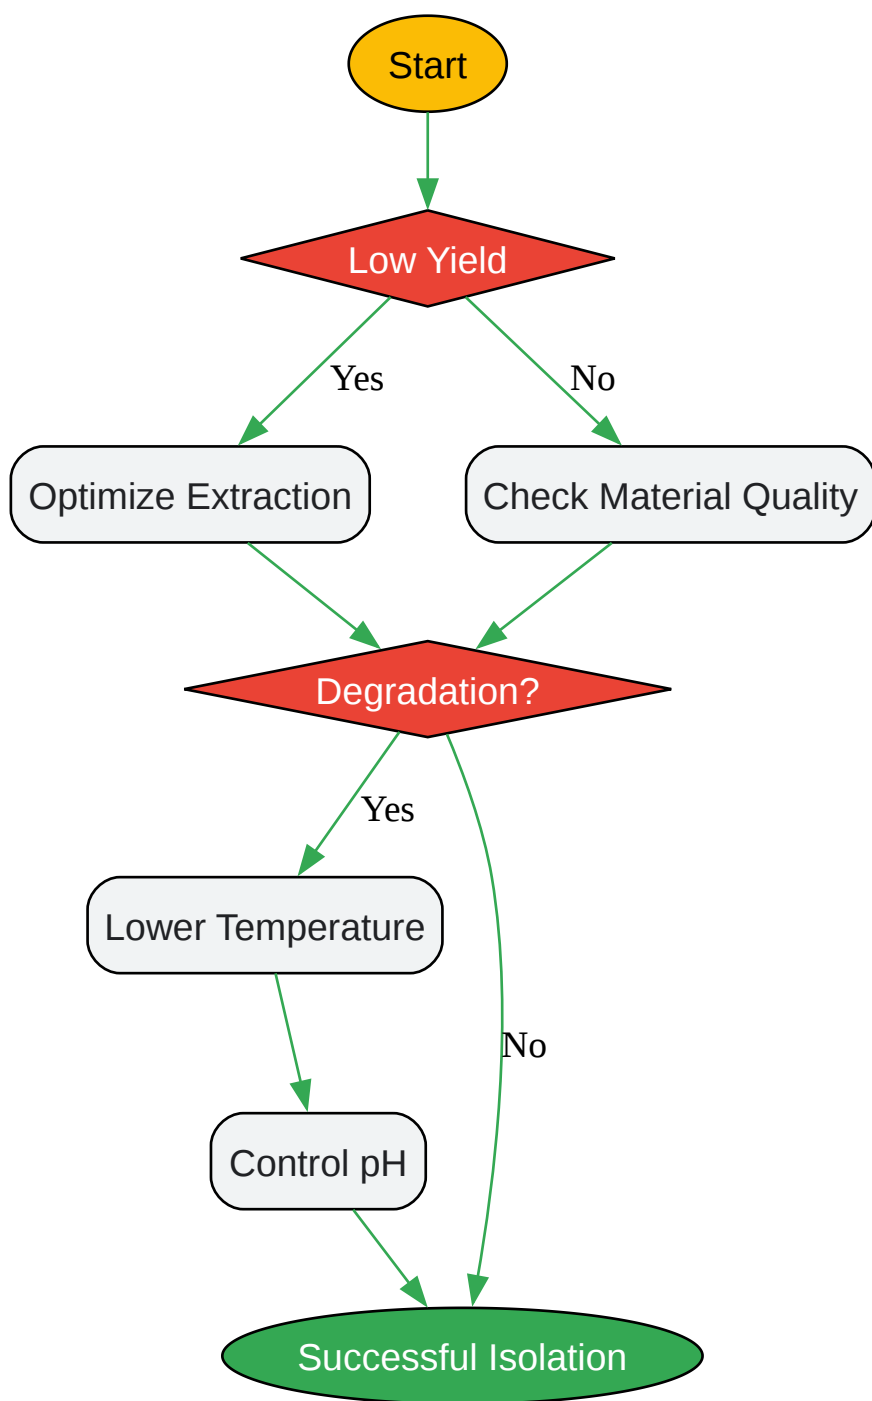 Start
Low Yield
Yes
No
Optimize Extraction
Check Material Quality
Degradation?
Yes
Lower Temperature
No
Control pH
Successful Isolation